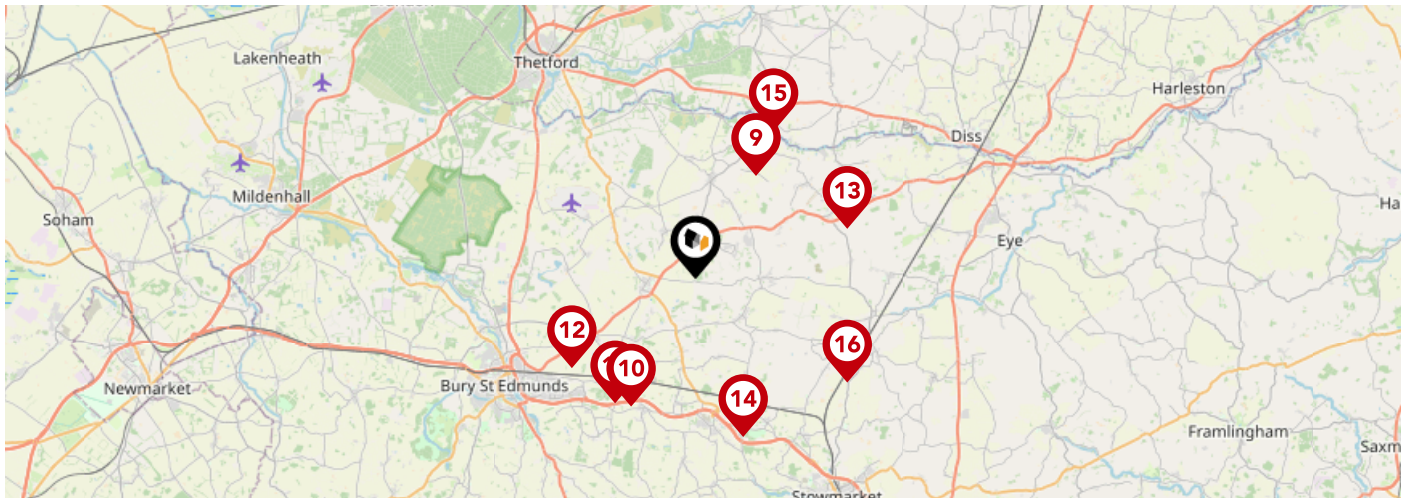 Lakenheath
Thetford
15
Harleston
9
Diss
Mildenhall
13
Soham
Ha
Eye
12
16
10
Newmarket
Bury St Edmunds
14
Framlingham
Saxm
Stowmarket